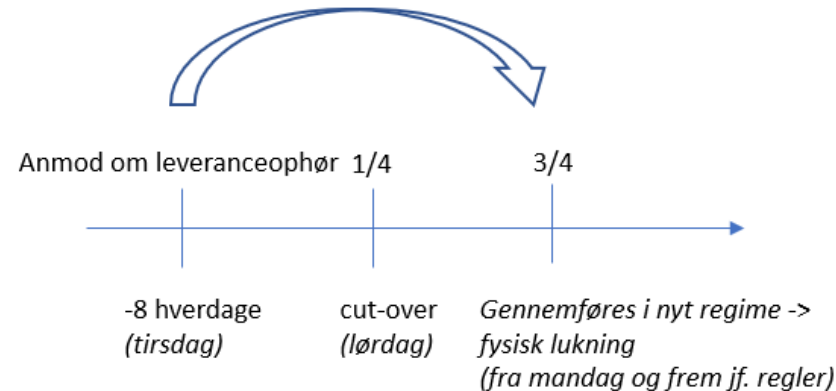 Anmod om leveranceophør 1/4 3/4
-8 hverdage cut-over Gennemføres i nyt regime ->
(tirsdag) (lørdag) fysisk lukning
(fra mandag og frem jf. regler)